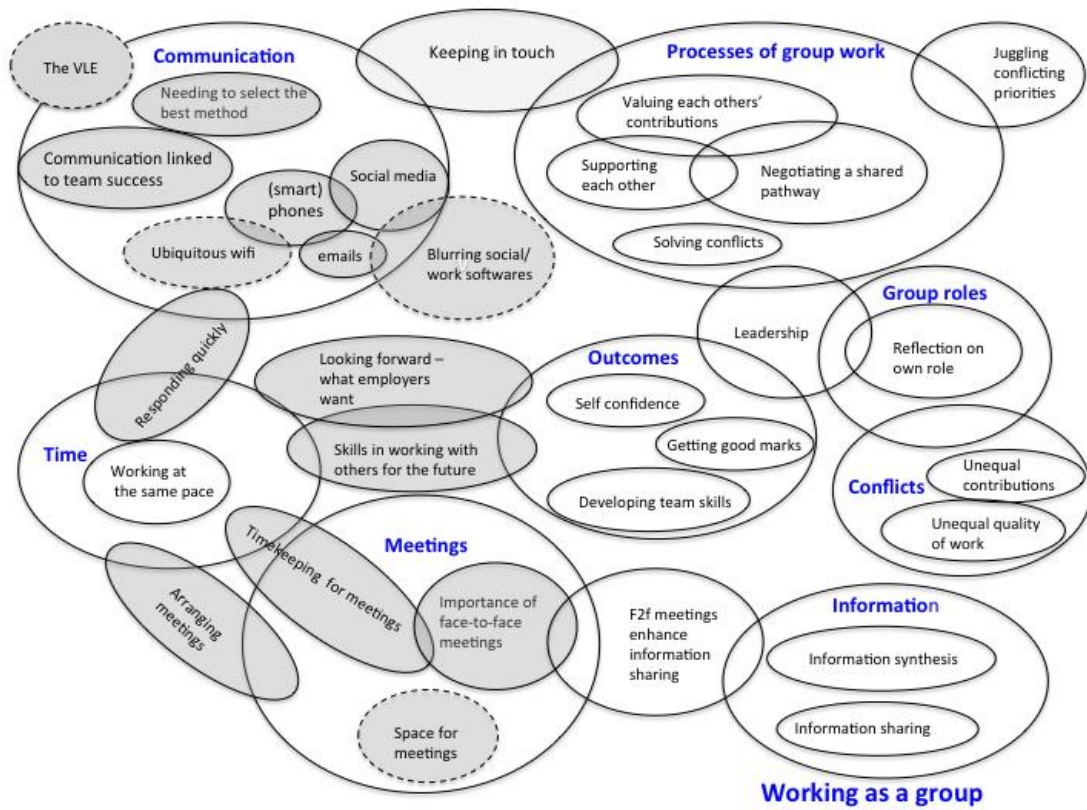 Communication
The VLE
Needing to select the
best method
Communication linked
to team success
Social media
(smart)
phones
Ubiquitous wifi
emails
Blurring social/
work softwares
Keeping in touch
Processes of group work
Juggling
conflicting
priorities
Valuing each others’
contributions
Supporting
each other
Negotiating a shared
pathway
Solving conflicts
Leadership
Group roles
Reflection on
own role
Responding quickly
Looking forward –
what employers
want
Skills in working with
others for the future
Outcomes
Self confidence
Getting good marks
Developing team skills
Time
Working at
the same pace
Conflicts
Unequal
contributions
Unequal quality
of work
Timekeeping for meetings
Arranging
meetings
Meetings
Importance of
face-to-face
meetings
Space for
meetings
F2f meetings
enhance
information
sharing
Information
Information synthesis
Information sharing
Working as a group